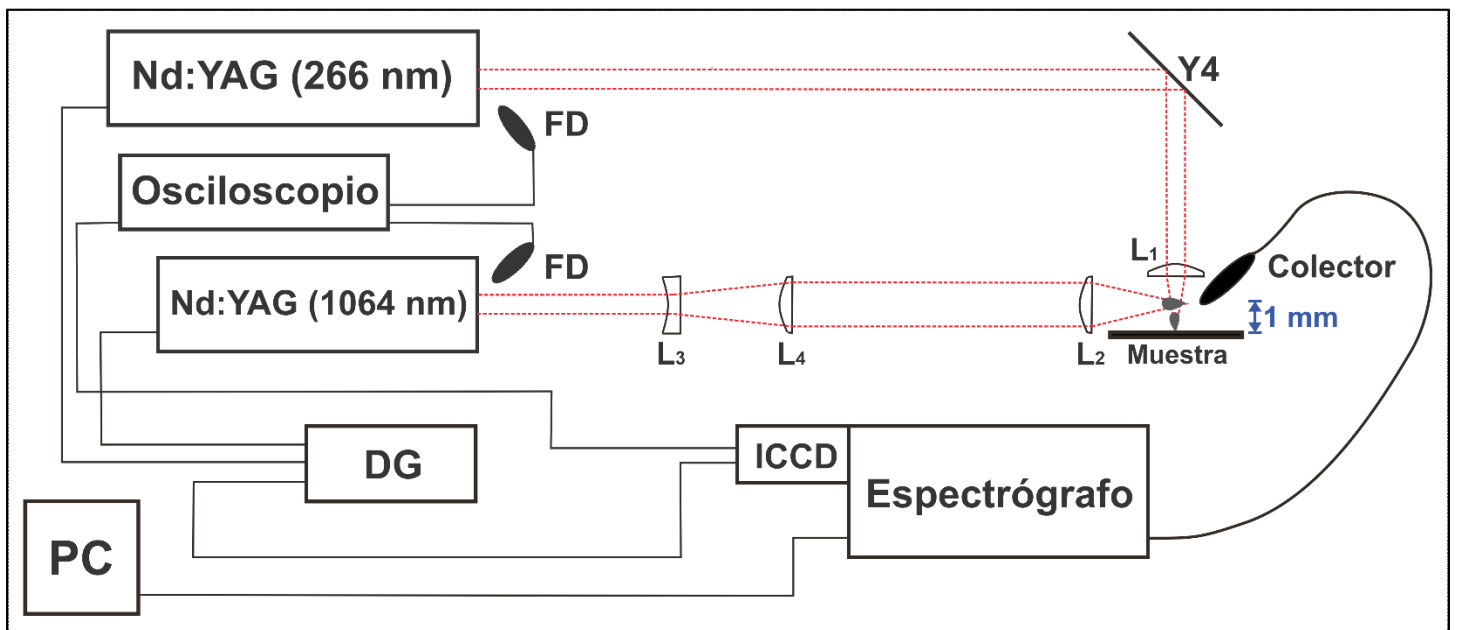 Nd:YAG (266 nm)
Y4
FD
Osciloscopio
L1
Colector
FD
Nd:YAG (1064 nm)
1 mm
L3
L4
L2
Muestra
DG
ICCD
Espectrógrafo
PC